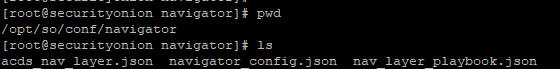 [root@securityonion navigator]# pwd
/opt/so/conf/navigator
[root@securityonion navigator]# ls
acds_nav_layer.json  navigator_config.json  nav_layer_playbook.json